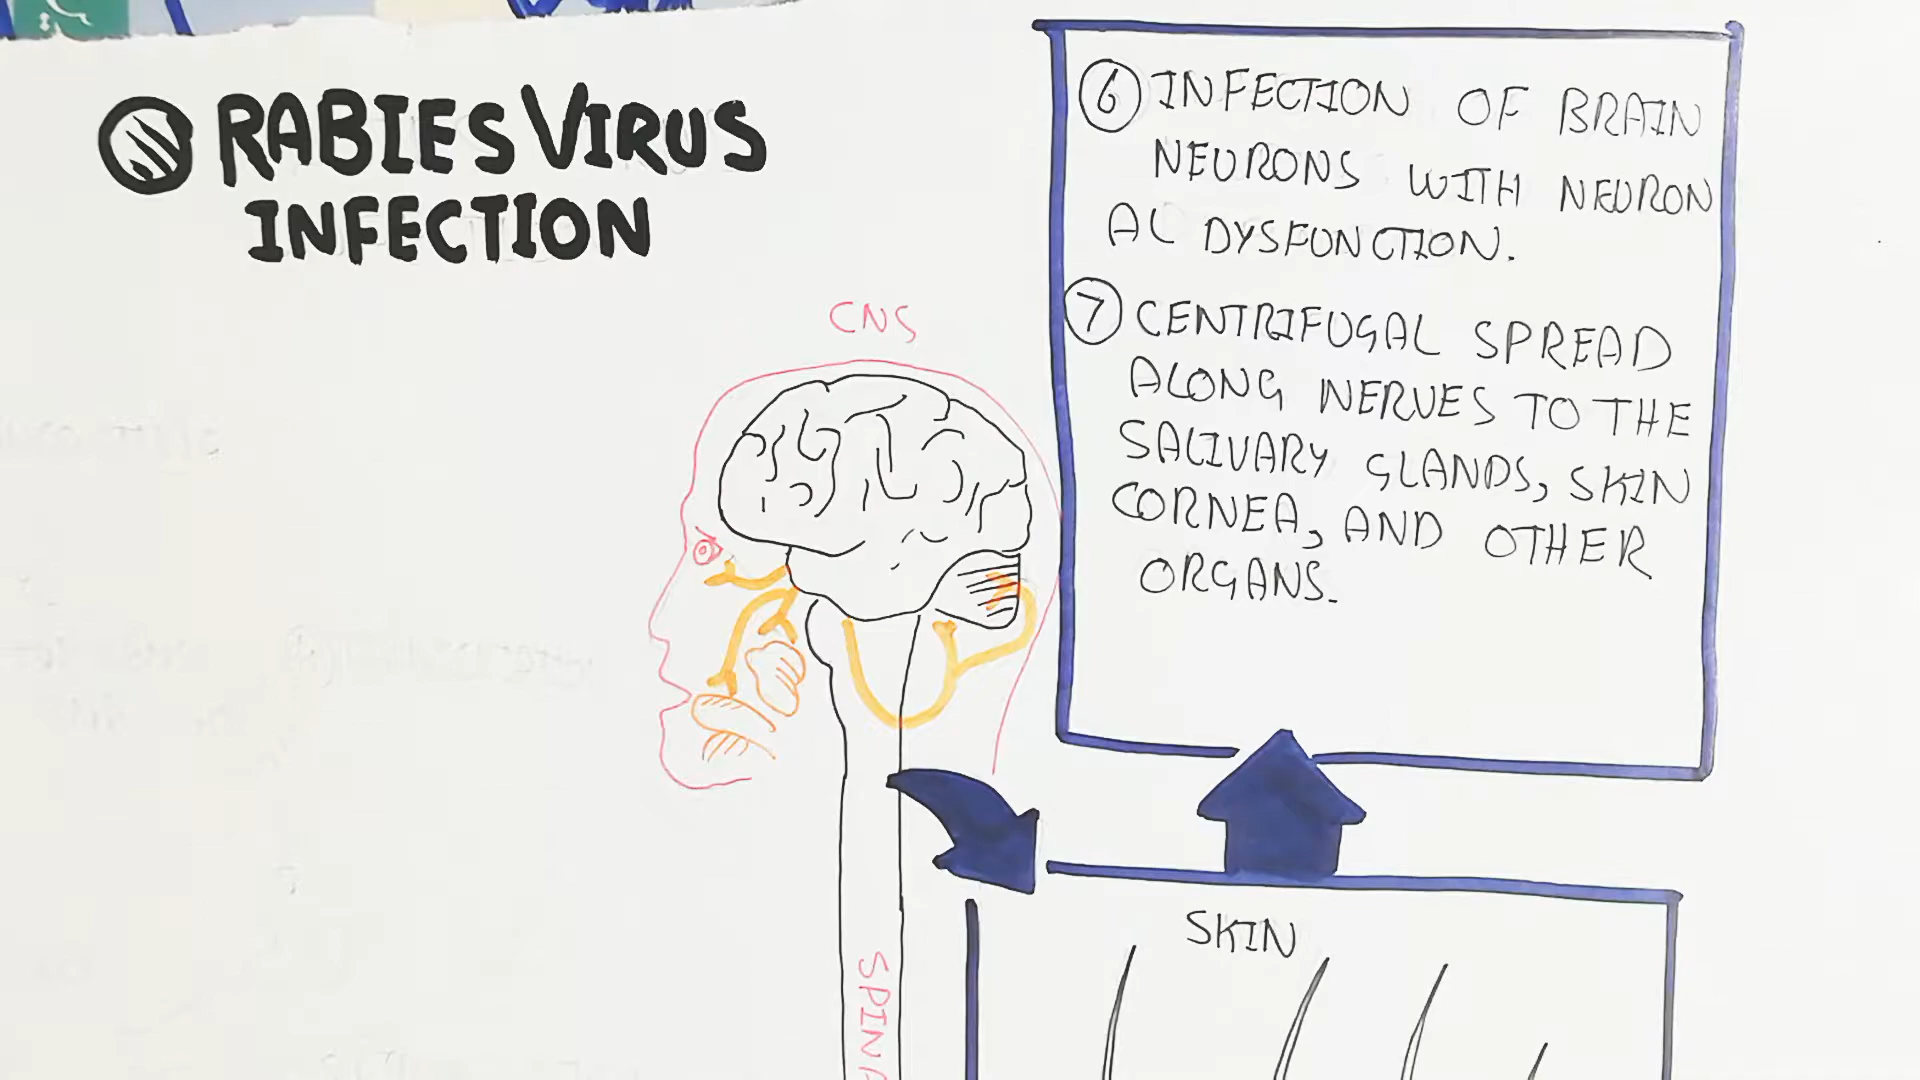 RABIES VIRUS
INFECTION
CNS
6 INFECTION OF BRAIN
NEURONS WITH NEURON
AL DYSFUNCTION.
7 CENTRIFUGAL SPREAD
ALONG NERVES TO THE
SALIVARY GLANDS, SKIN
CORNEA, AND OTHER
ORGANS.
SKIN
SPINA